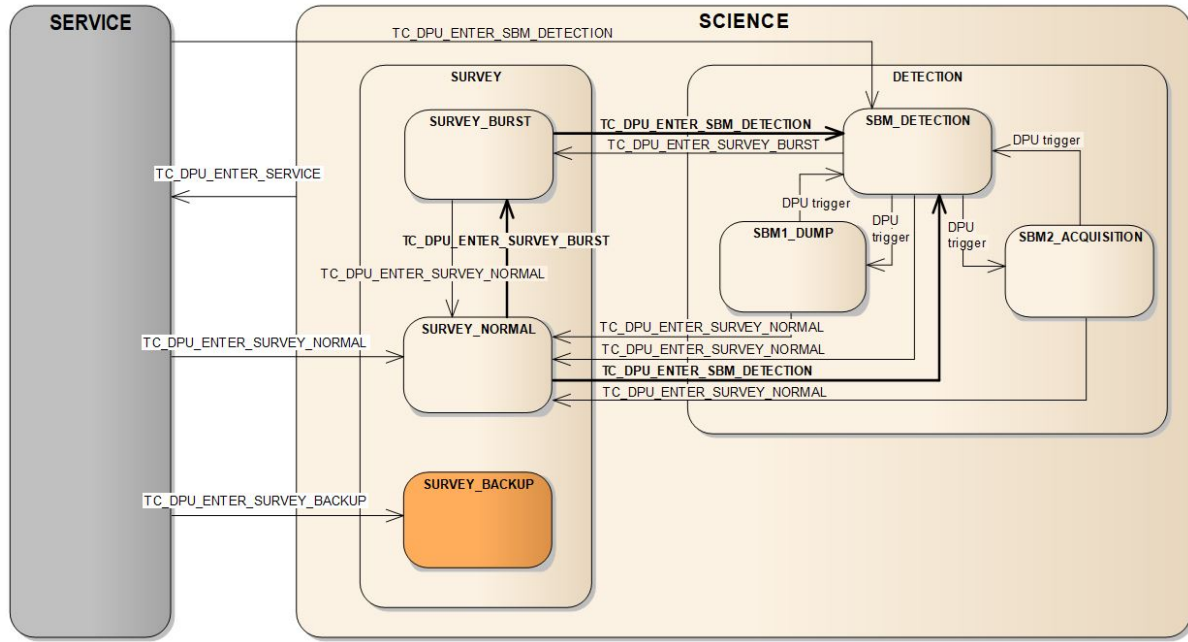 SERVICE
SCIENCE
TC_DPU_ENTER_SBM_DETECTION
SURVEY
DETECTION
SURVEY_BURST
TC_DPU_ENTER_SBM_DETECTION
SBM_DETECTION
TC_DPU_ENTER_SURVEY_BURST
DPU trigger
TC_DPU_ENTER_SERVICE
DPU trigger
DPU
trigger
DPU
trigger
TC_DPU_ENTER_SURVEY_BURST
SBM1_DUMP
SBM2_ACQUISITION
TC_DPU_ENTER_SURVEY_NORMAL
SURVEY_NORMAL
TC_DPU_ENTER_SURVEY_NORMAL
TC_DPU_ENTER_SURVEY_NORMAL
TC_DPU_ENTER_SURVEY_NORMAL
TC_DPU_ENTER_SBM_DETECTION
TC_DPU_ENTER_SURVEY_NORMAL
SURVEY_BACKUP
TC_DPU_ENTER_SURVEY_BACKUP